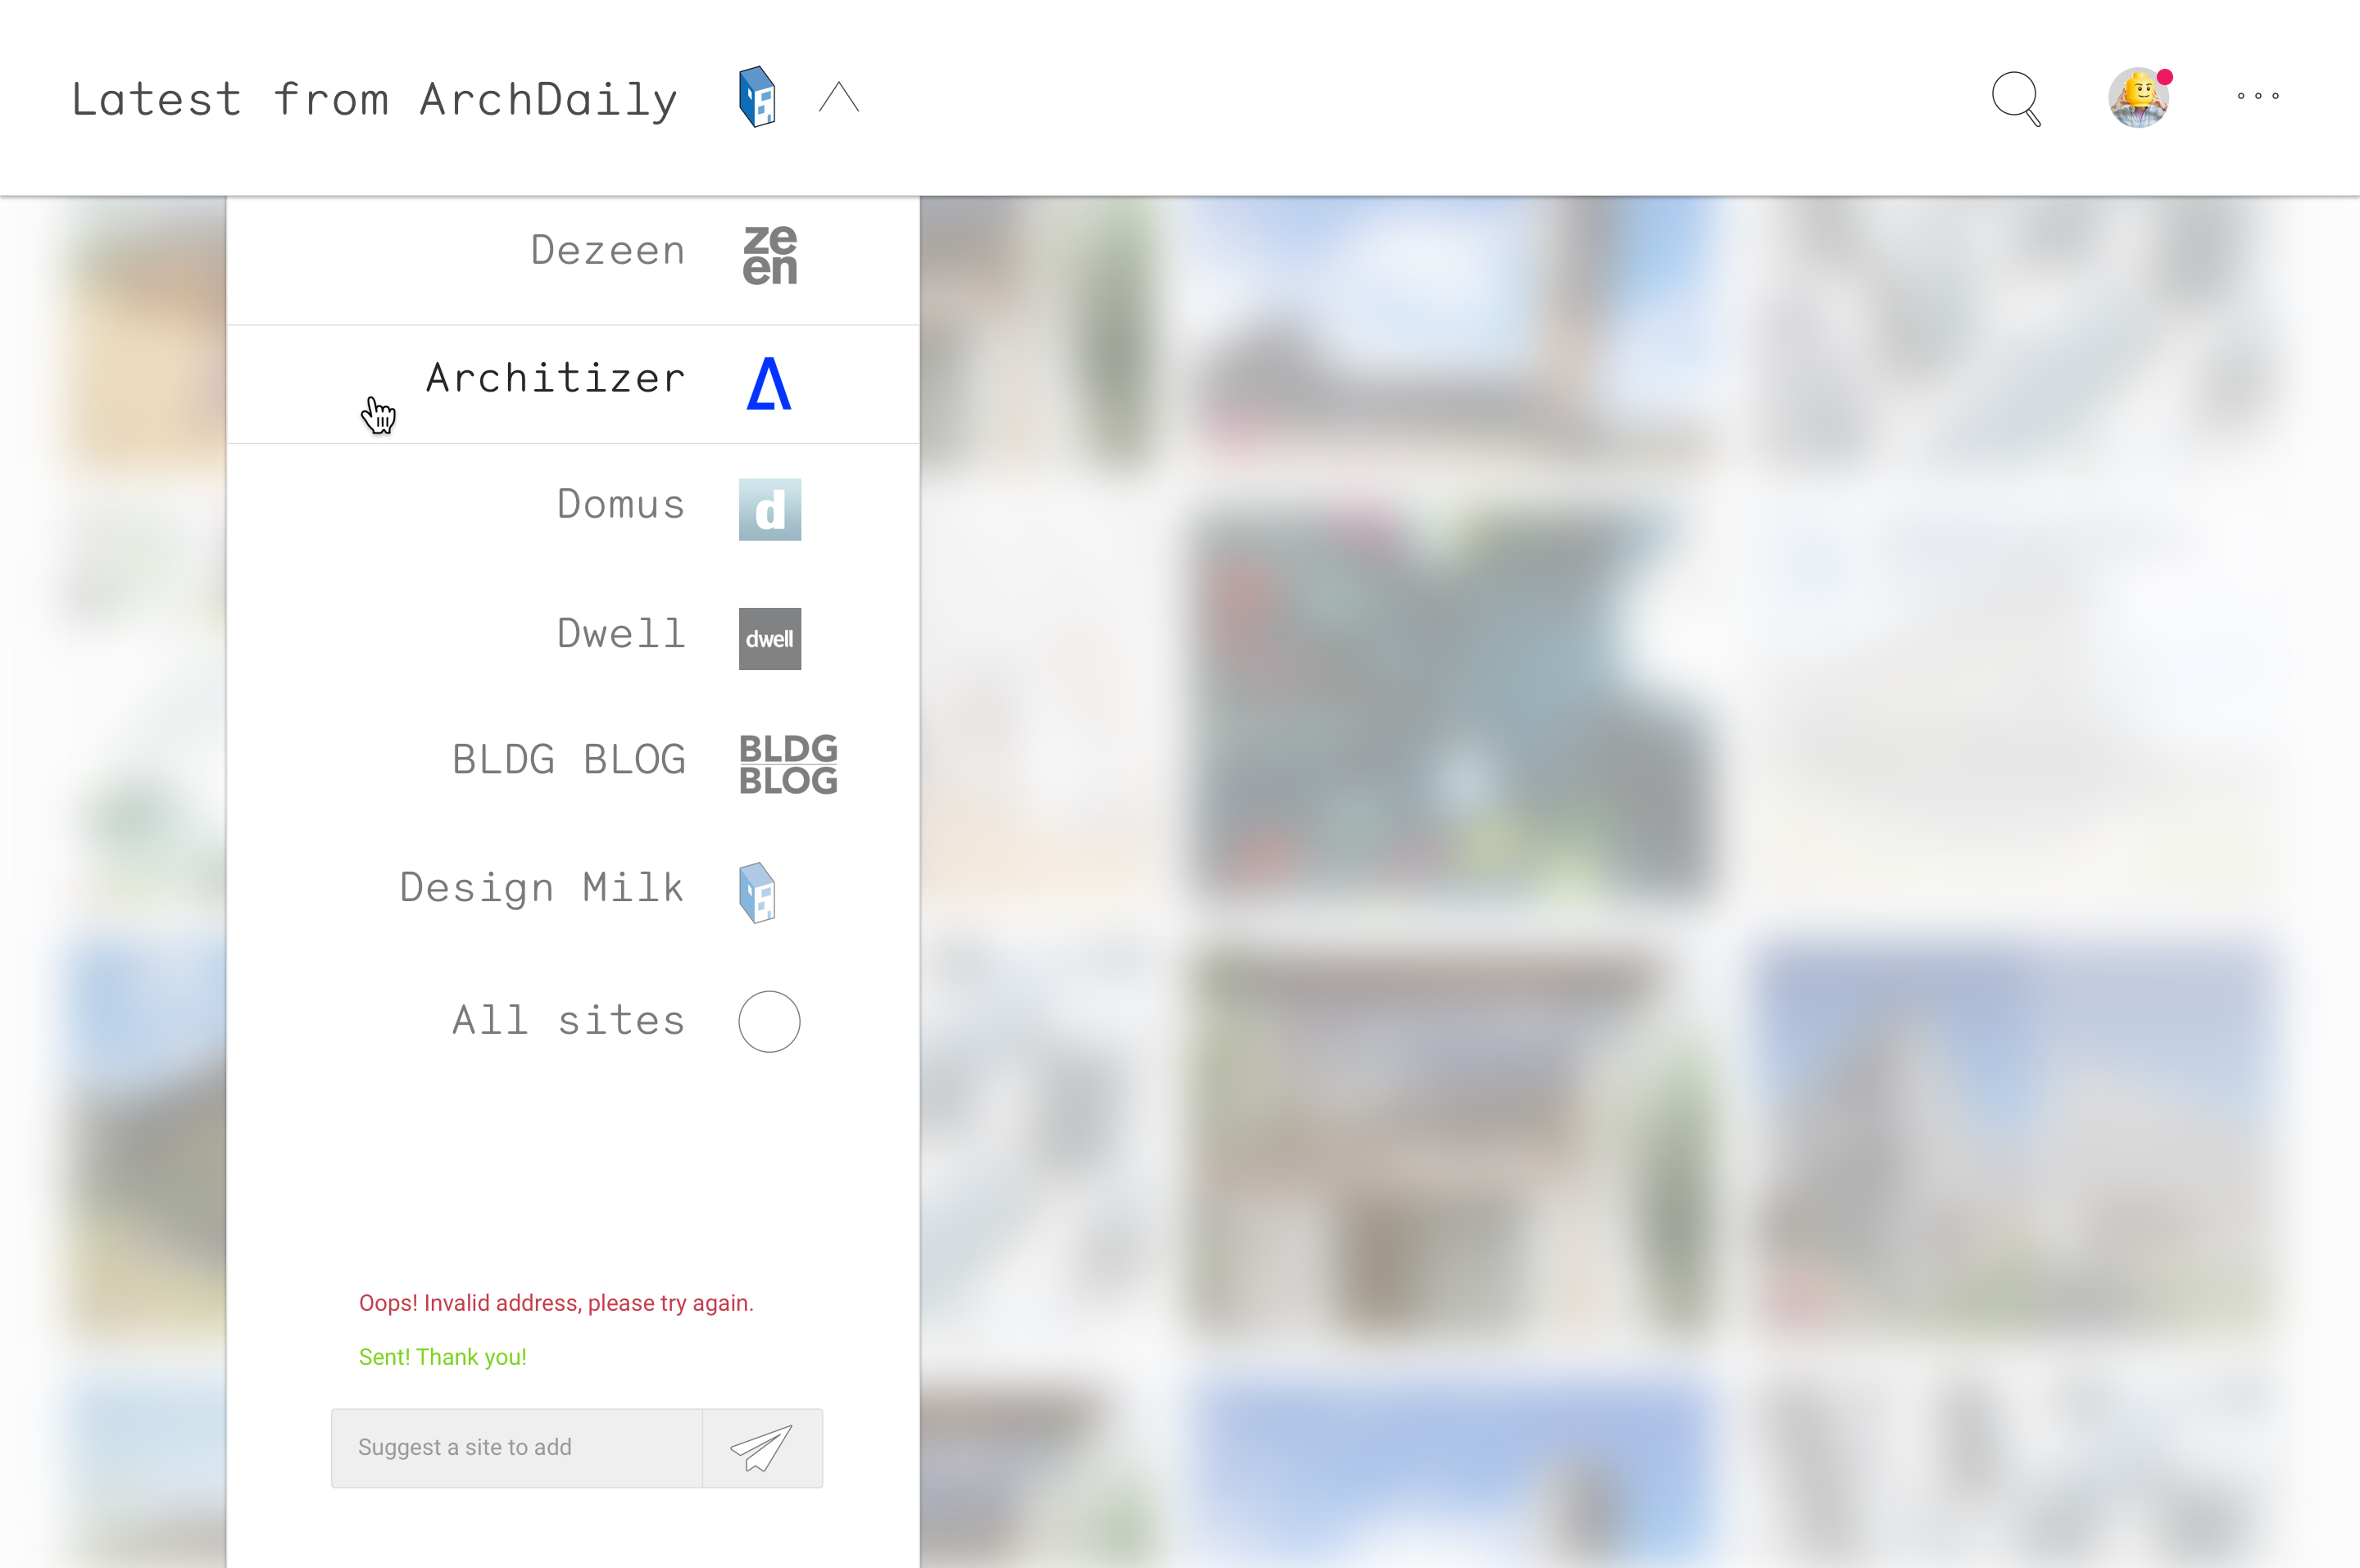 Latest from ArchDaily
Dezeen
ze
en
Architizer
Domus
d
Dwell
dwell
BLDG BLOG
BLDG
BLOG
Design Milk
All sites
Oops! Invalid address, please try again.
Sent! Thank you!
Suggest a site to add